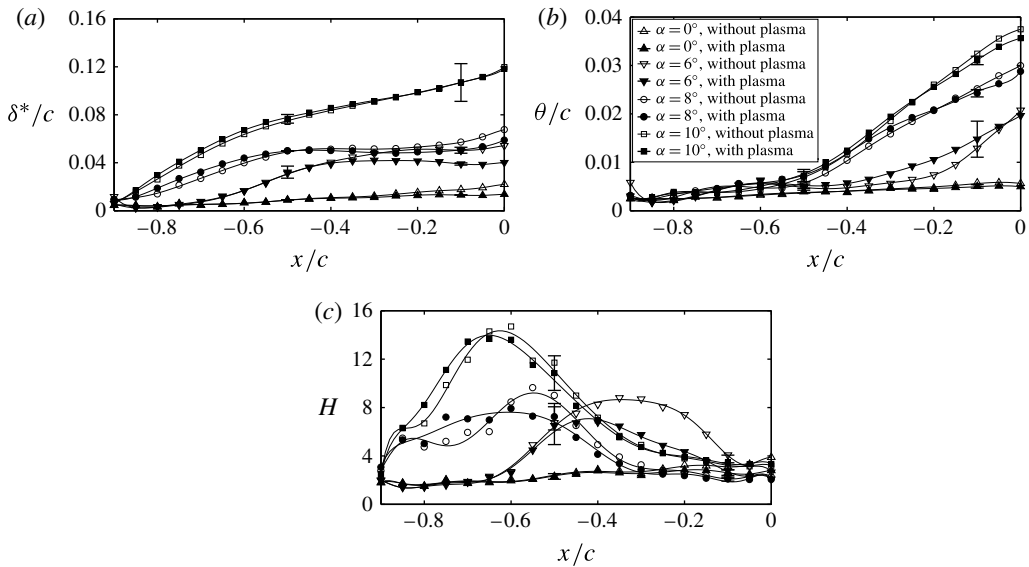 (a)
0.16
0.12
0.08
0.04
0
δ*/c
−0.8
−0.6
−0.4
−0.2
0
x/c
(b)
0.04
0.03
0.02
0.01
0
θ/c
α = 0°, without plasma
α = 0°, with plasma
α = 6°, without plasma
α = 6°, with plasma
α = 8°, without plasma
α = 8°, with plasma
α = 10°, without plasma
α = 10°, with plasma
−0.8
−0.6
−0.4
−0.2
0
x/c
(c)
16
12
8
4
0
H
−0.8
−0.6
−0.4
−0.2
0
x/c